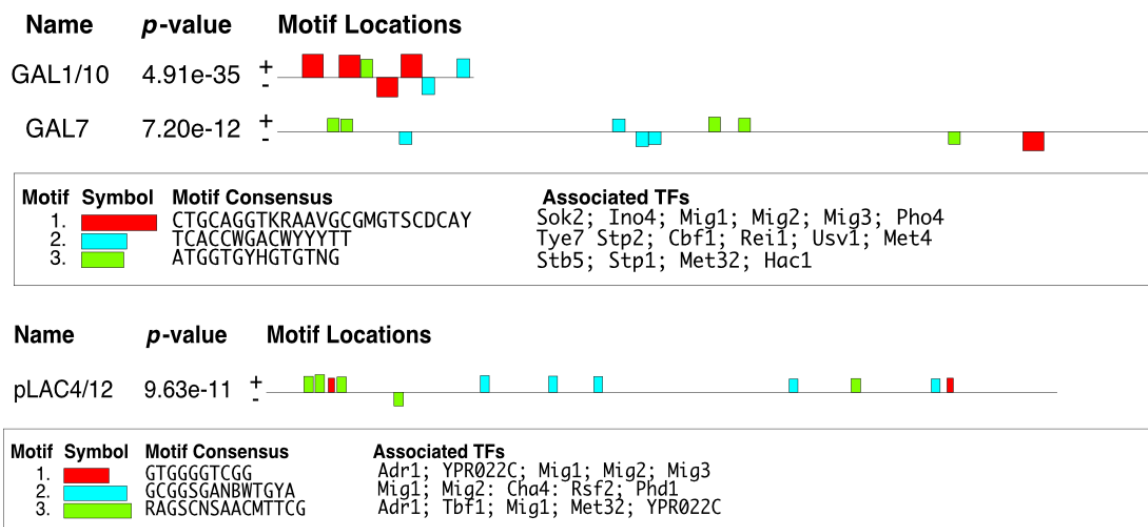 Name p-value Motif Locations
GAL1/10 4.91e-35 +
-
GAL7 7.20e-12 +
-
Motif Symbol Motif Consensus Associated TFs
1. CTGCAGGTKRAAVGCGMGTSCDCAY Sok2; Ino4; Mig1; Mig2; Mig3; Pho4
2. TCACCWGACWYYYTT Tye7 Stp2; Cbf1; Rei1; Usv1; Met4
3. ATGGTGYHGTGTNG Stb5; Stp1; Met32; Hac1
Name p-value Motif Locations
pLAC4/12 9.63e-11 +
-
Motif Symbol Motif Consensus Associated TFs
1. GTGGGGTCGG Adr1; YPR022C; Mig1; Mig2; Mig3
2. GCGGSGANBWTGYA Mig1; Mig2: Cha4: Rsf2; Phd1
3. RAGSCNSAACMTTCG Adr1; Tbf1; Mig1; Met32; YPR022C